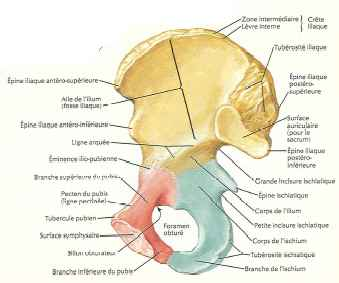 Zone intermédiaire
Lèvre interne
Crête
iliaque
Tubérosité iliaque
Épine iliaque antéro-supérieure
Épine iliaque
postéro-
supérieure
Aile de l'ilium
(fosse iliaque)
Surface
auriculaire
(pour le
sacrum)
Épine iliaque antéro-inférieure
Ligne arquée
Épine iliaque
postéro-
inférieure
Éminence ilio-pubienne
Branche supérieure du pubis
Grande incisure ischiatique
Pecten du pubis
(ligne pectinée)
Épine ischiatique
Corps de l'ilium
Tubercule pubien
Foramen
obturé
Petite incisure ischiatique
Surface symphysaire
Corps de l'ischium
Sillon obturateur
Tubérosité ischiatique
Branche inférieure du pubis
Branche de l'ischium